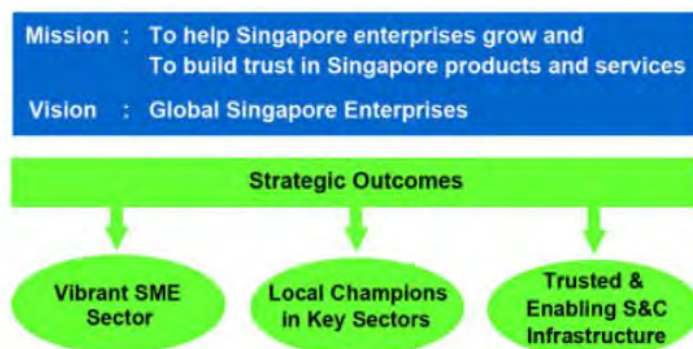 Mission : To help Singapore enterprises grow and
To build trust in Singapore products and services
Vision : Global Singapore Enterprises
Strategic Outcomes
Vibrant SME
Sector
Local Champions
in Key Sectors
Trusted &
Enabling S&C
Infrastructure